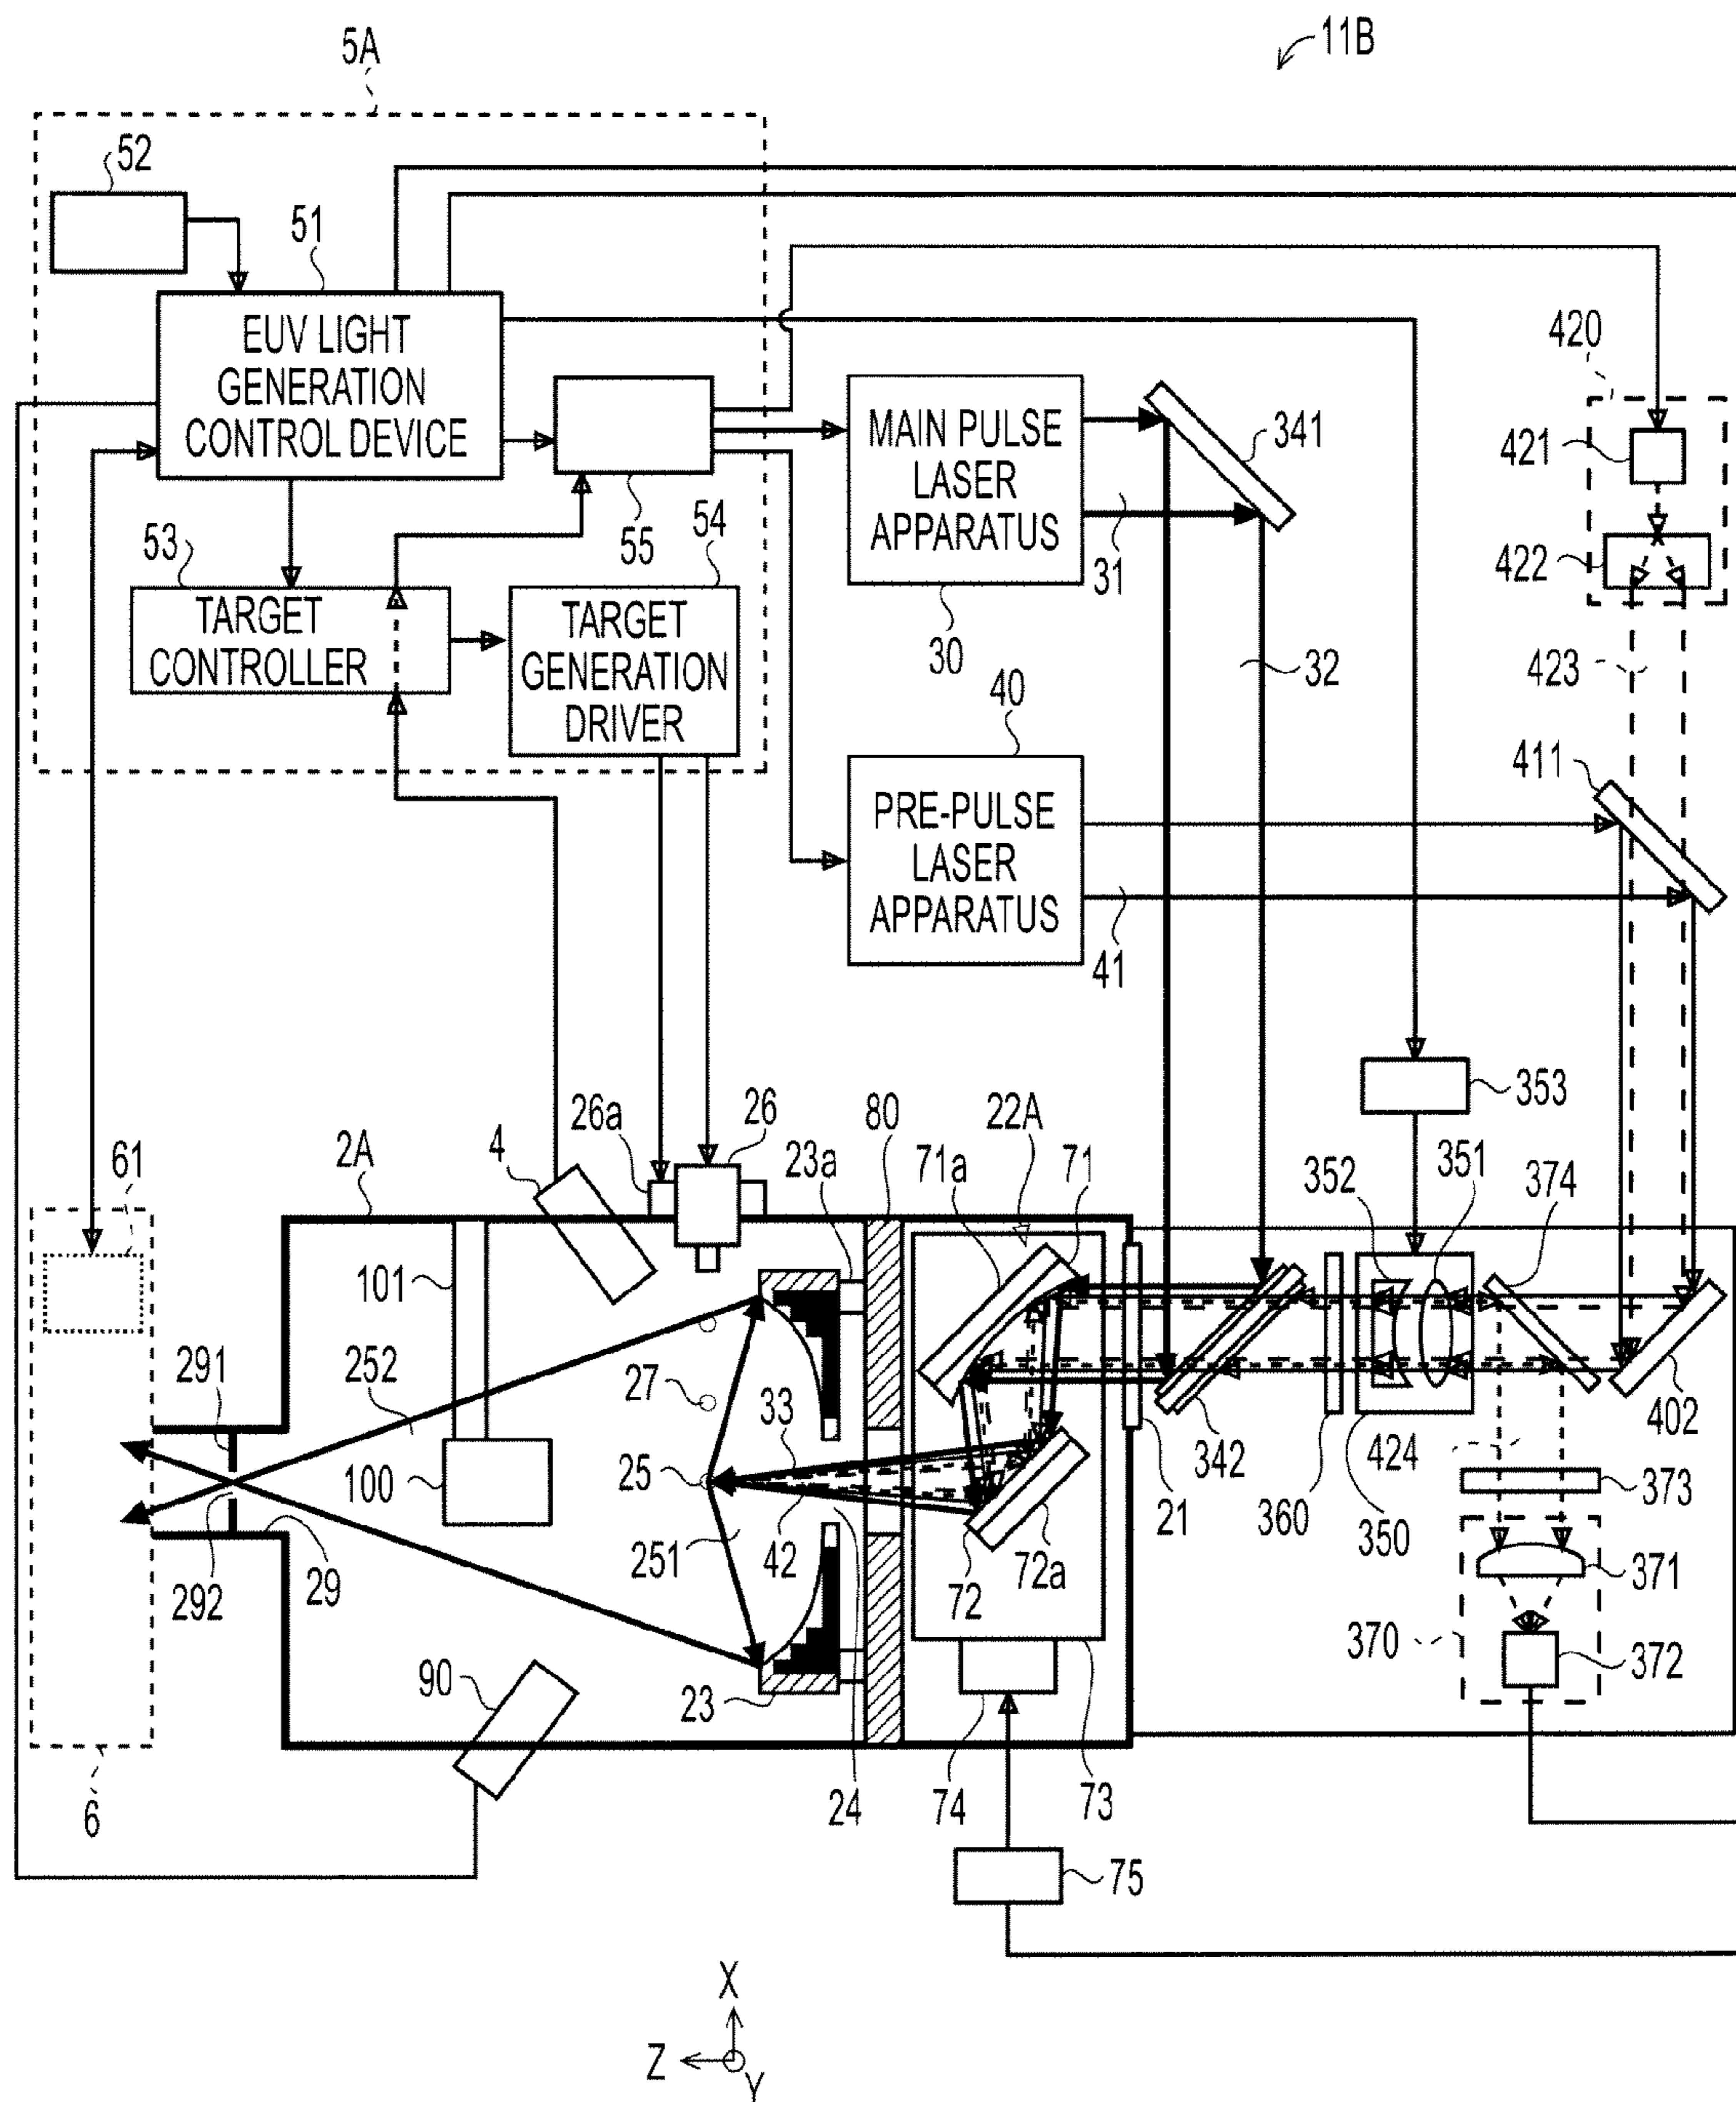 11B
5A
52
51
EUV LIGHT
GENERATION
CONTROL DEVICE
55
53
TARGET
CONTROLLER
54
TARGET
GENERATION
DRIVER
MAIN PULSE
LASER
APPARATUS
30
31
341
32
40
PRE-PULSE
LASER
APPARATUS
41
420
421
422
423
411
353
2A
4
26a
26
23a
80
22A
71a
71
352
351
374
61
101
252
291
27
33
25
100
251
42
292
29
72
72a
21
342
360
350
424
402
373
371
370
372
90
23
6
24
74
73
75
X
Z
Y